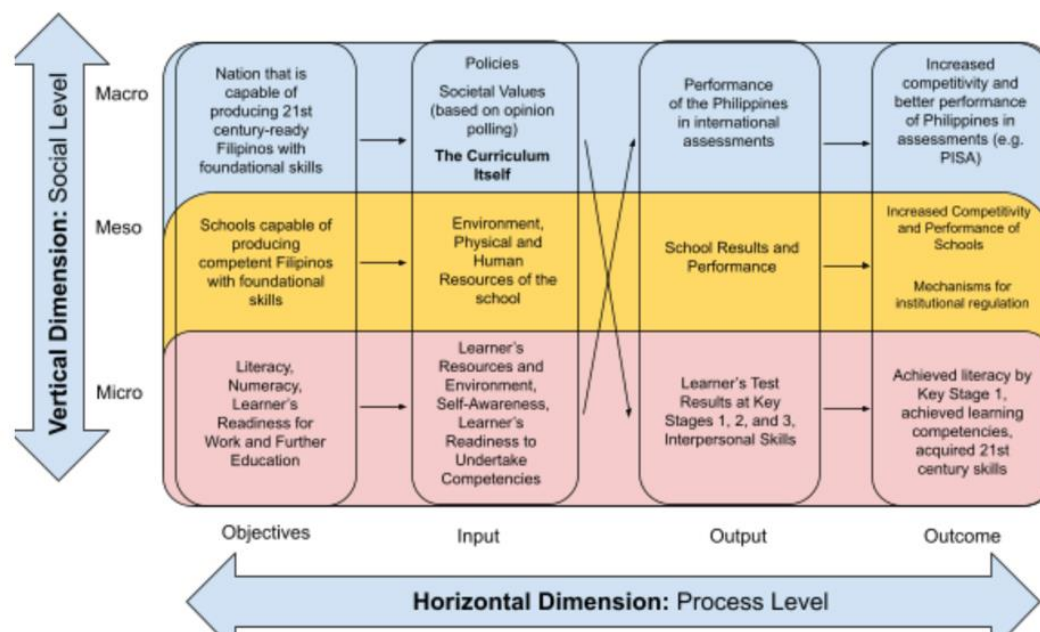 Vertical Dimension: Social Level
Macro
Nation that is
capable of
producing 21st
century-ready
Filipinos with
foundational skills
Policies
Societal Values
(based on opinion
polling)
The Curriculum
Itself
Performance
of the Philippines
in international
assessments
Increased
competitivity and
better performance
of Philippines in
assessments (e.g.
PISA)
Meso
Schools capable of
producing
competent Filipinos
with foundational
skills
Environment,
Physical and
Human
Resources of the
school
School Results and
Performance
Increased Competitivity
and Performance of
Schools
Mechanisms for
institutional regulation
Micro
Literacy,
Numeracy,
Learner's
Readiness for
Work and Further
Education
Learner's
Resources and
Environment,
Self-Awareness,
Learner's
Readiness to
Undertake
Competencies
Learner's Test
Results at Key
Stages 1, 2, and 3,
Interpersonal Skills
Achieved literacy by
Key Stage 1,
achieved learning
competencies,
acquired 21st
century skills
Objectives
Input
Output
Outcome
Horizontal Dimension: Process Level